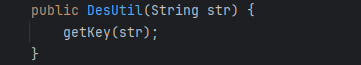 public DesUtil(String str) {
    getKey(str);
}